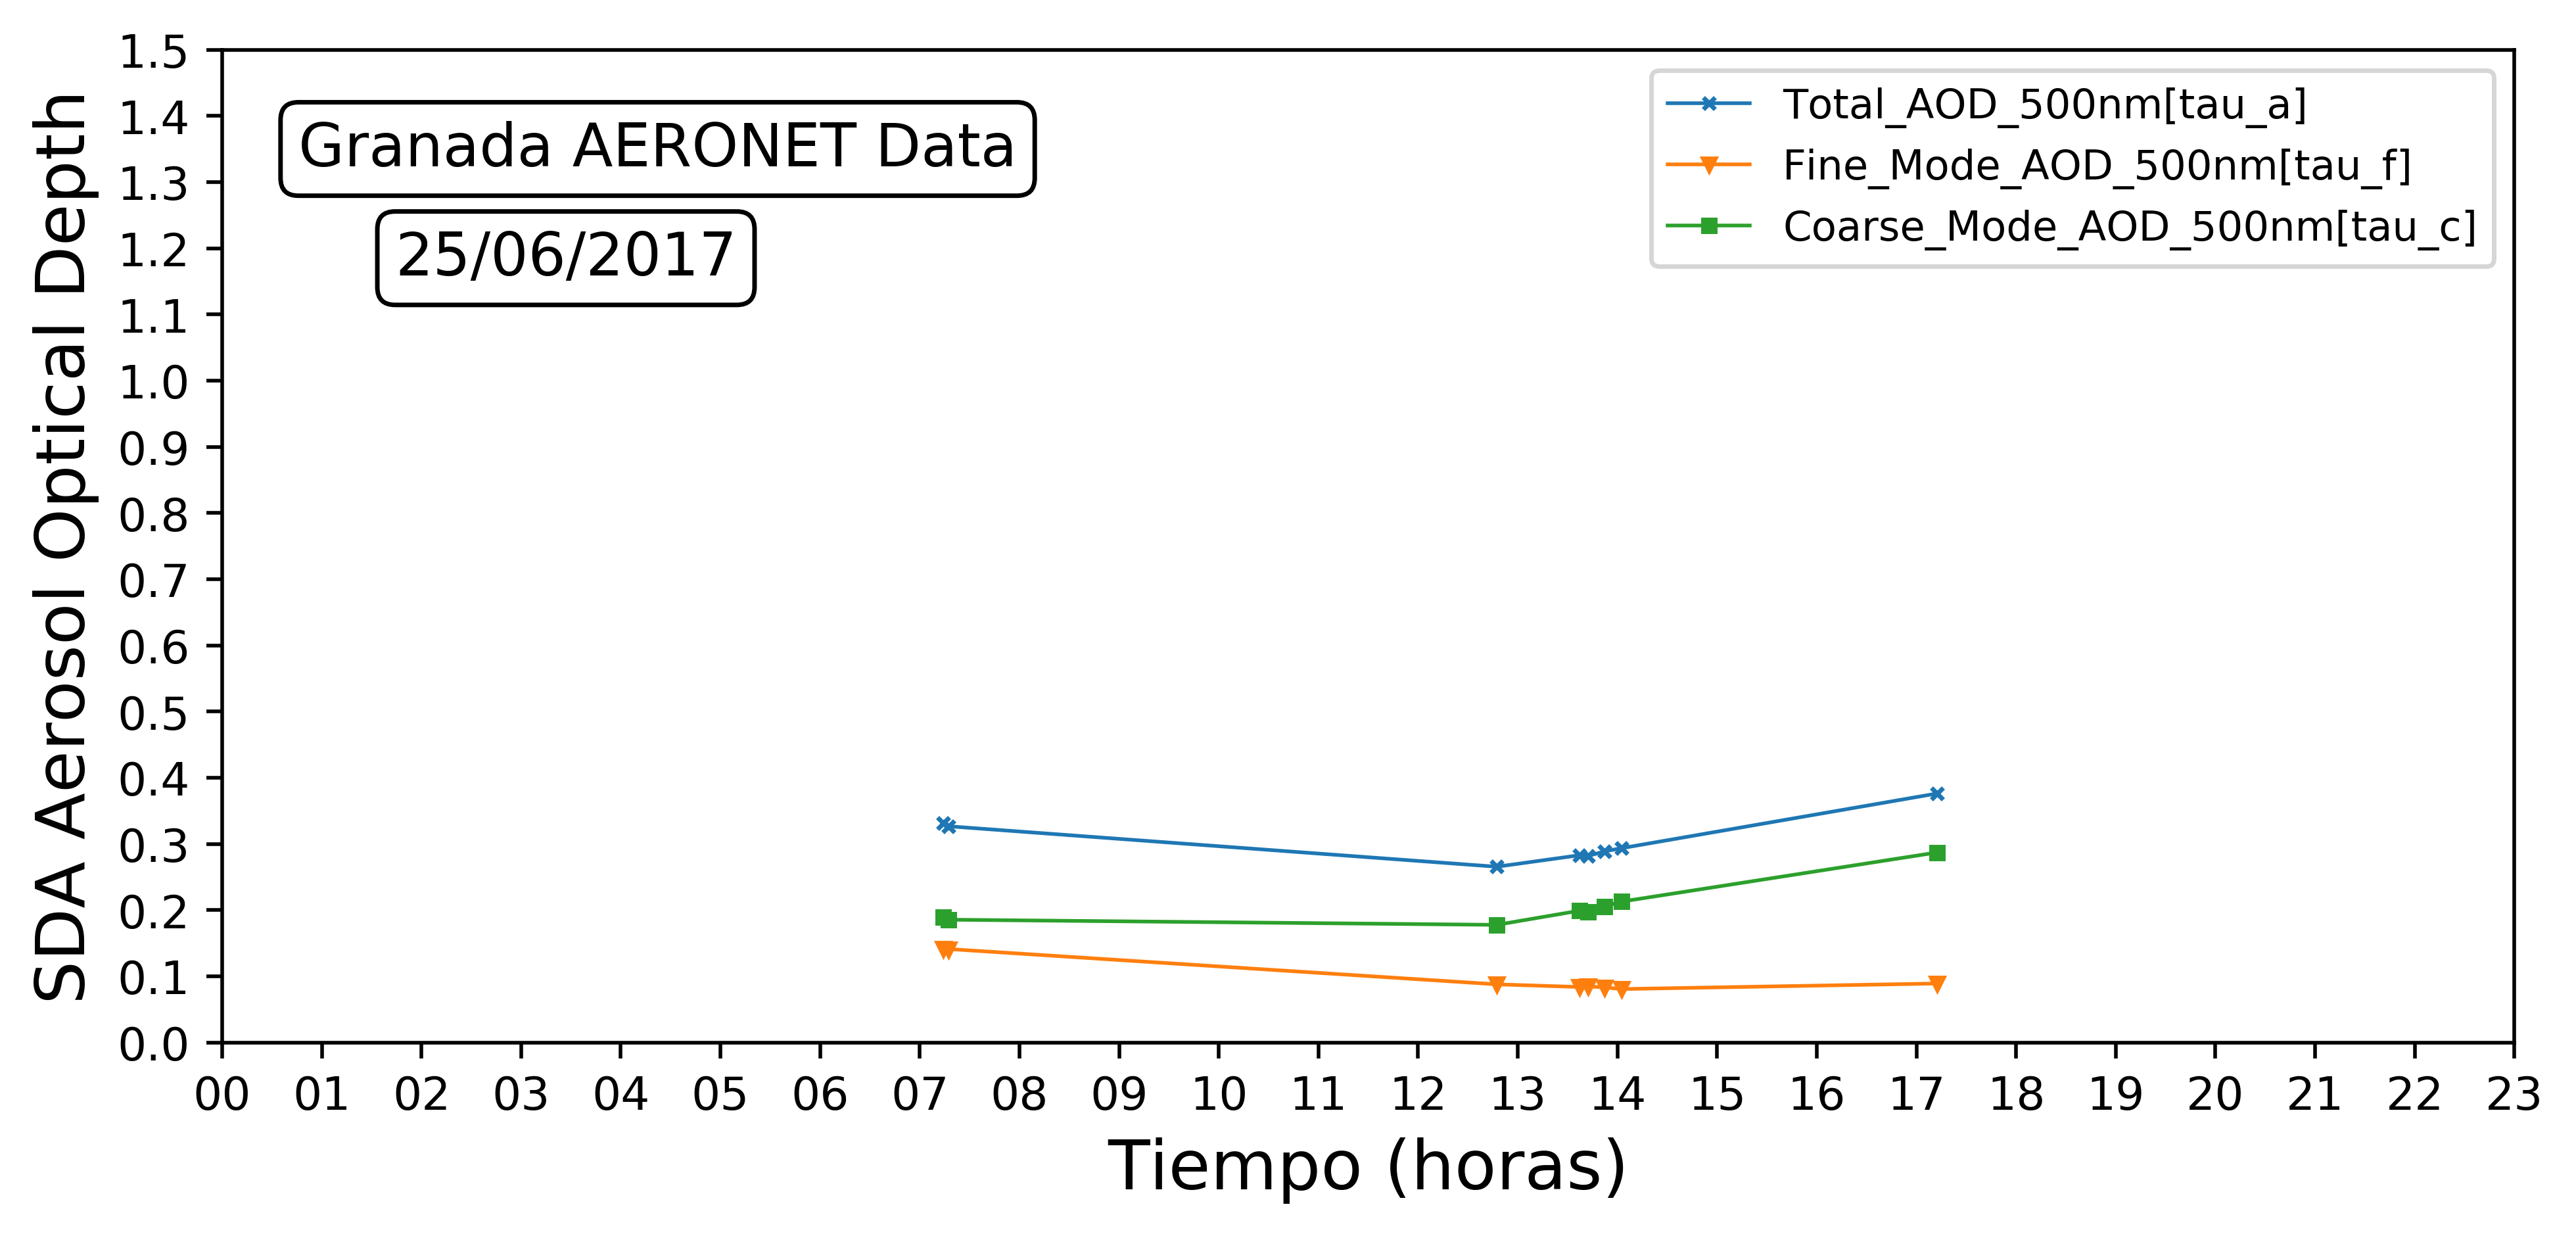 Granada AERONET Data
25/06/2017
Total_AOD_500nm[tau_a]
Fine_Mode_AOD_500nm[tau_f]
Coarse_Mode_AOD_500nm[tau_c]
SDA Aerosol Optical Depth
1.5
1.4
1.3
1.2
1.1
1.0
0.9
0.8
0.7
0.6
0.5
0.4
0.3
0.2
0.1
0.0
00 01 02 03 04 05 06 07 08 09 10 11 12 13 14 15 16 17 18 19 20 21 22 23
Tiempo (horas)